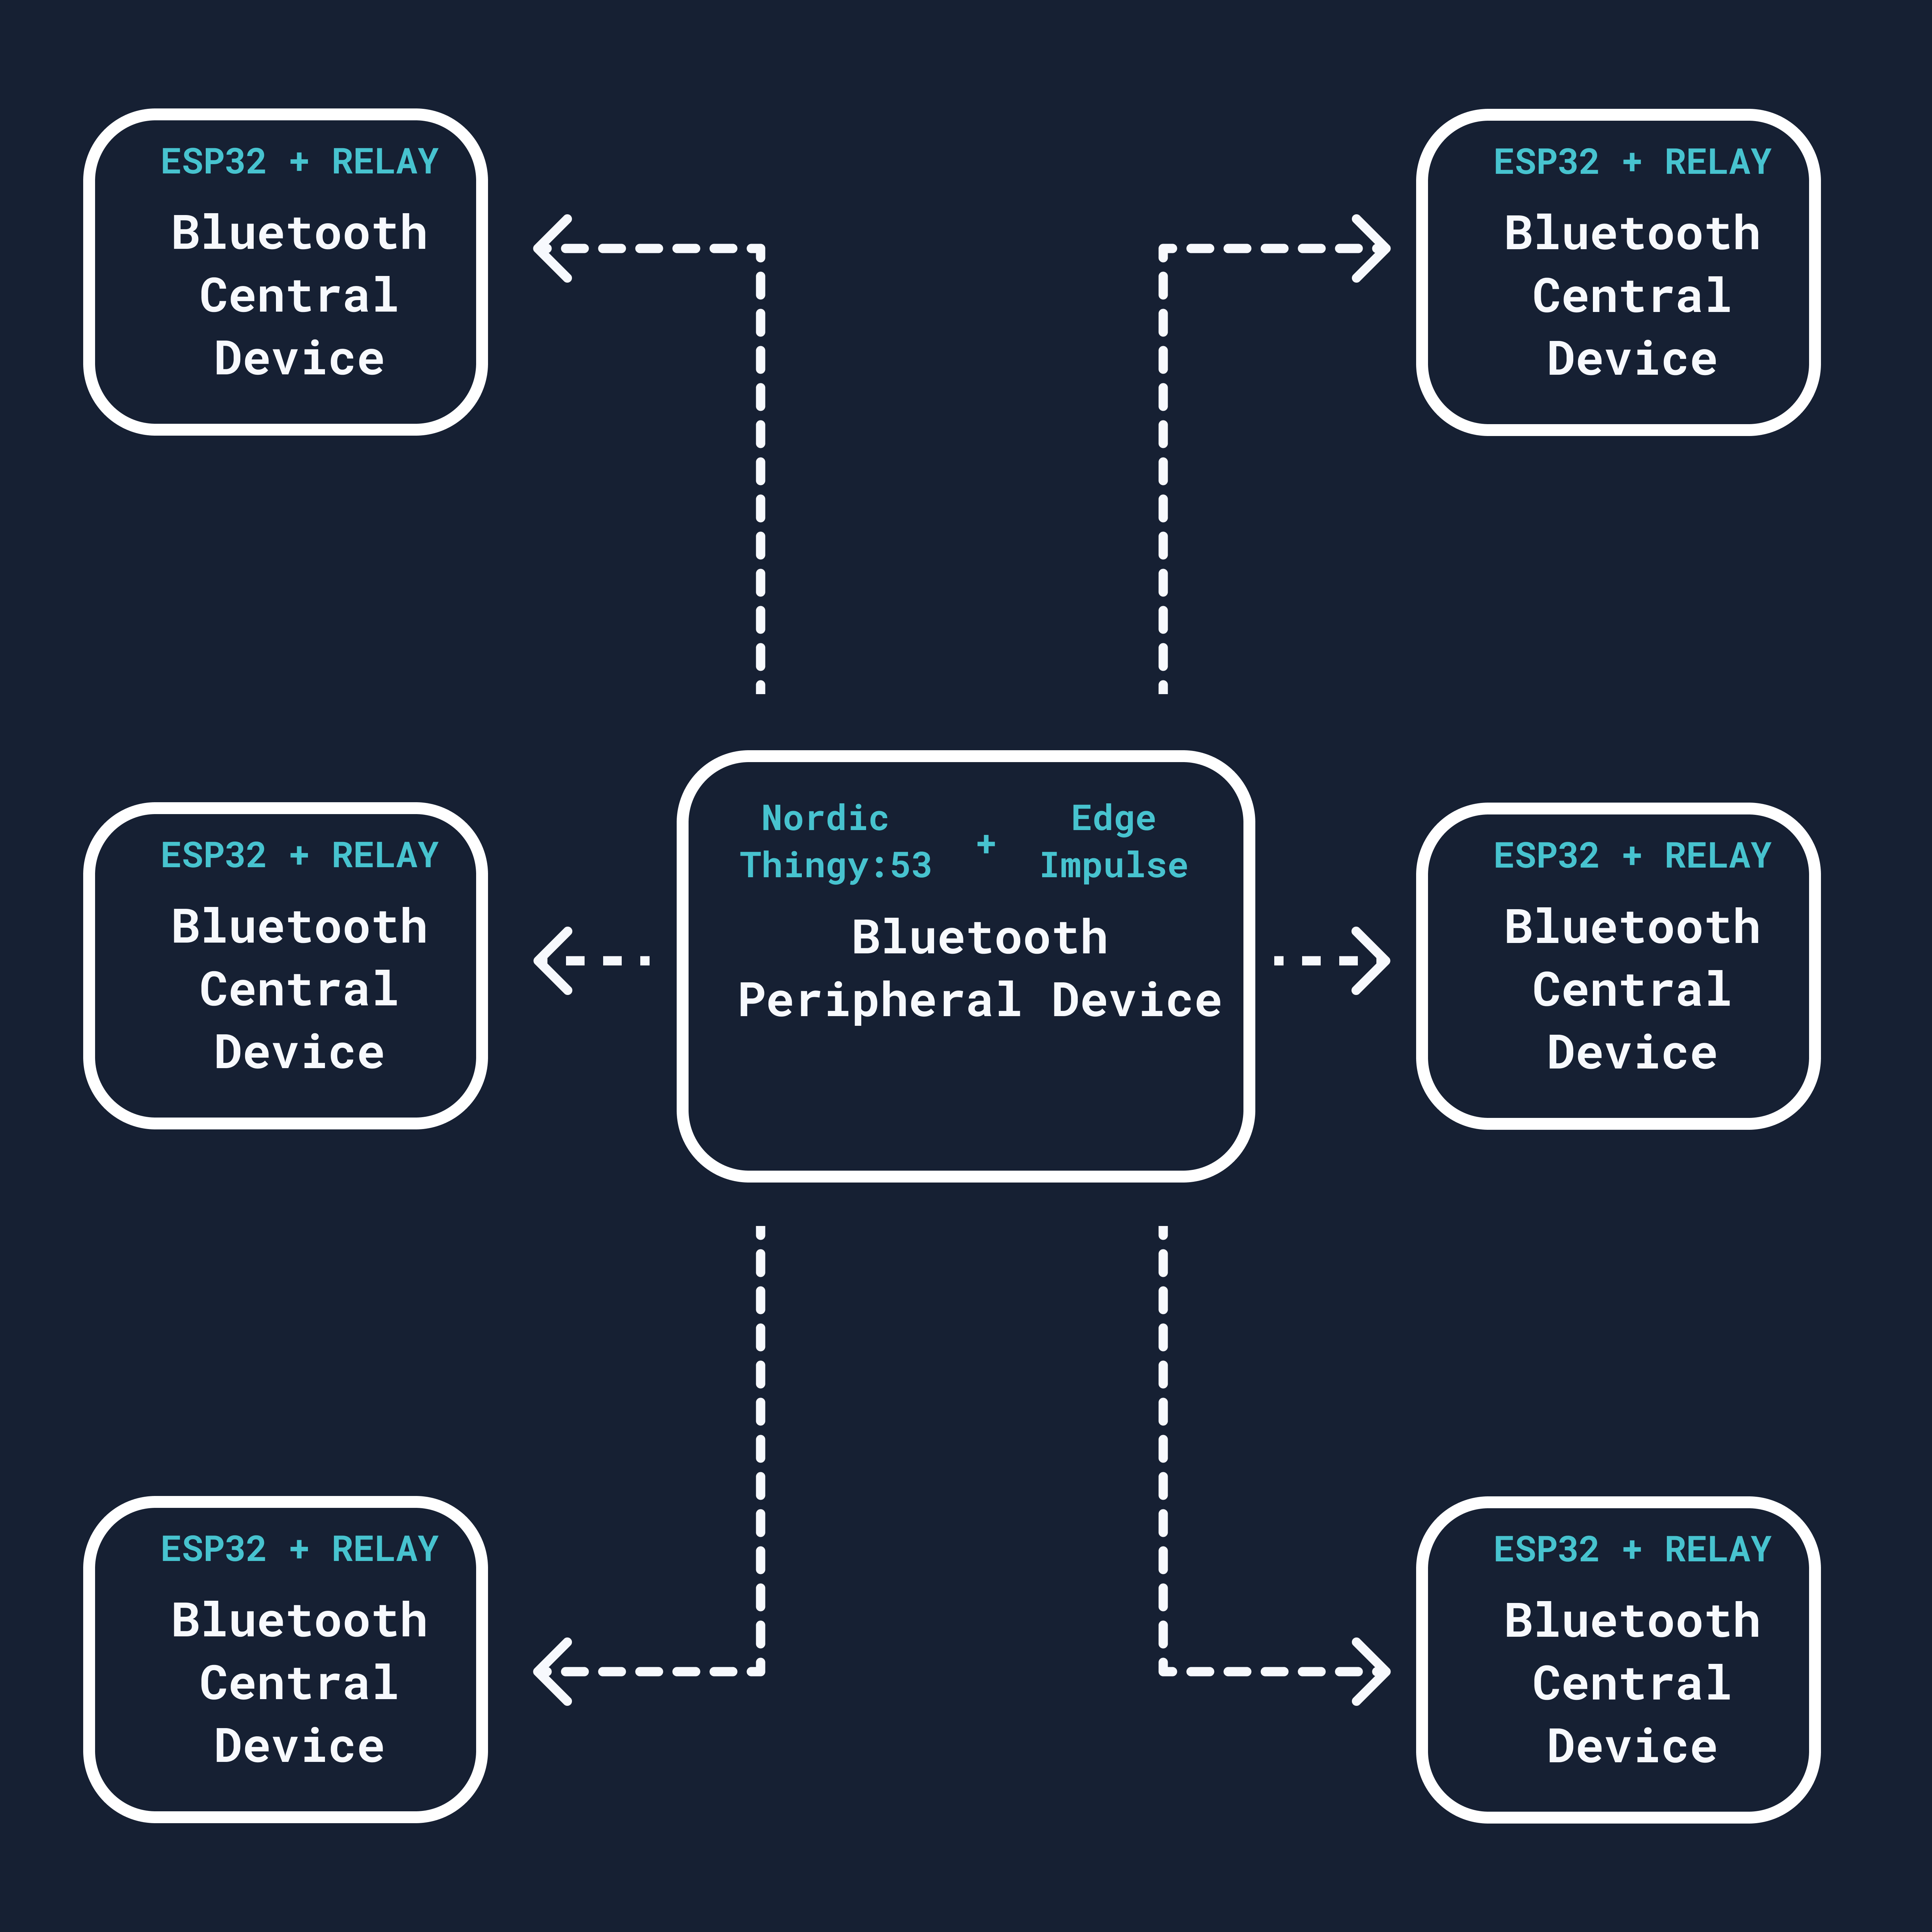 ESP32 + RELAY
Bluetooth
Central
Device
ESP32 + RELAY
Bluetooth
Central
Device
ESP32 + RELAY
Bluetooth
Central
Device
Nordic
Thingy:53
+
Edge
Impulse
Bluetooth
Peripheral Device
ESP32 + RELAY
Bluetooth
Central
Device
ESP32 + RELAY
Bluetooth
Central
Device
ESP32 + RELAY
Bluetooth
Central
Device